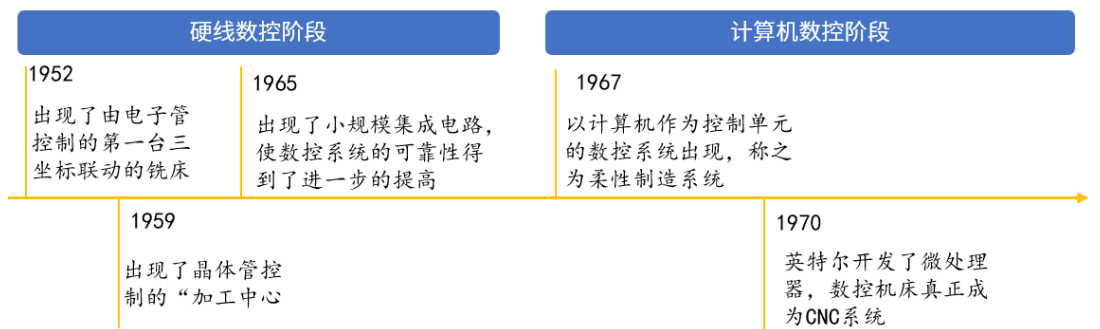 硬线数控阶段
计算机数控阶段
1952
出现了由电子管
控制的第一台三
坐标联动的铣床
1965
出现了小规模集成电路，
使数控系统的可靠性得
到了进一步的提高
1967
以计算机作为控制单元
的数控系统出现，称之
为柔性制造系统
1959
出现了晶体管控
制的“加工中心
1970
英特尔开发了微处理
器，数控机床真正成
为CNC系统